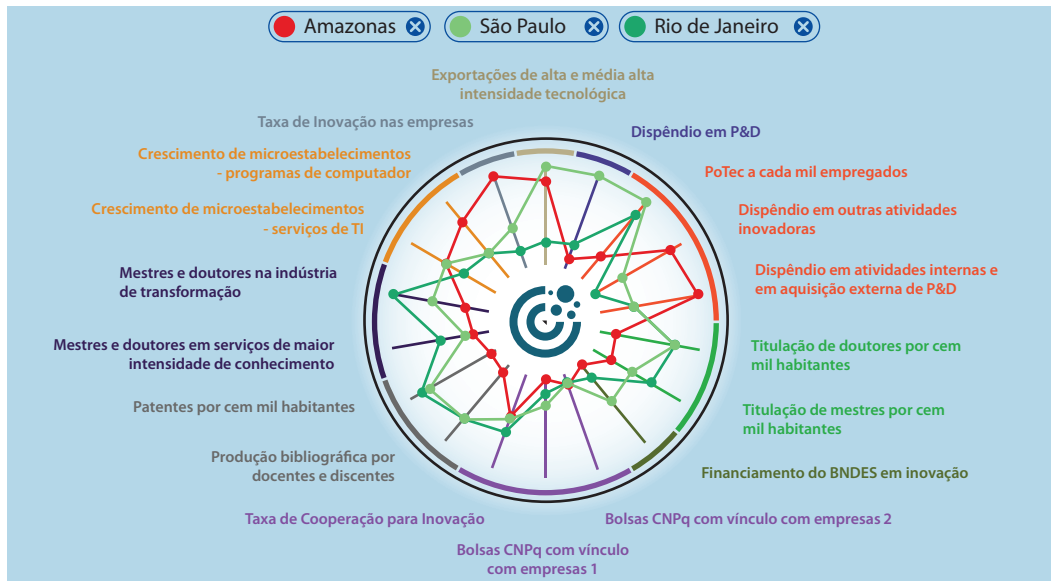 Amazonas
São Paulo
Rio de Janeiro
Exportações de alta e média alta
intensidade tecnológica
Taxa de Inovação nas empresas
Dispêndio em P&D
Crescimento de microestabelecimentos
- programas de computador
PoTec a cada mil empregados
Crescimento de microestabelecimentos
- serviços de TI
Dispêndio em outras atividades
inovadoras
Mestres e doutores na indústria
de transformação
Dispêndio em atividades internas e
em aquisição externa de P&D
Mestres e doutores em serviços de maior
intensidade de conhecimento
Titulação de doutores por cem
mil habitantes
Patentes por cem mil habitantes
Titulação de mestres por cem
mil habitantes
Produção bibliográfica por
docentes e discentes
Financiamento do BNDES em inovação
Taxa de Cooperação para Inovação
Bolsas CNPq com vínculo com empresas 2
Bolsas CNPq com vínculo
com empresas 1